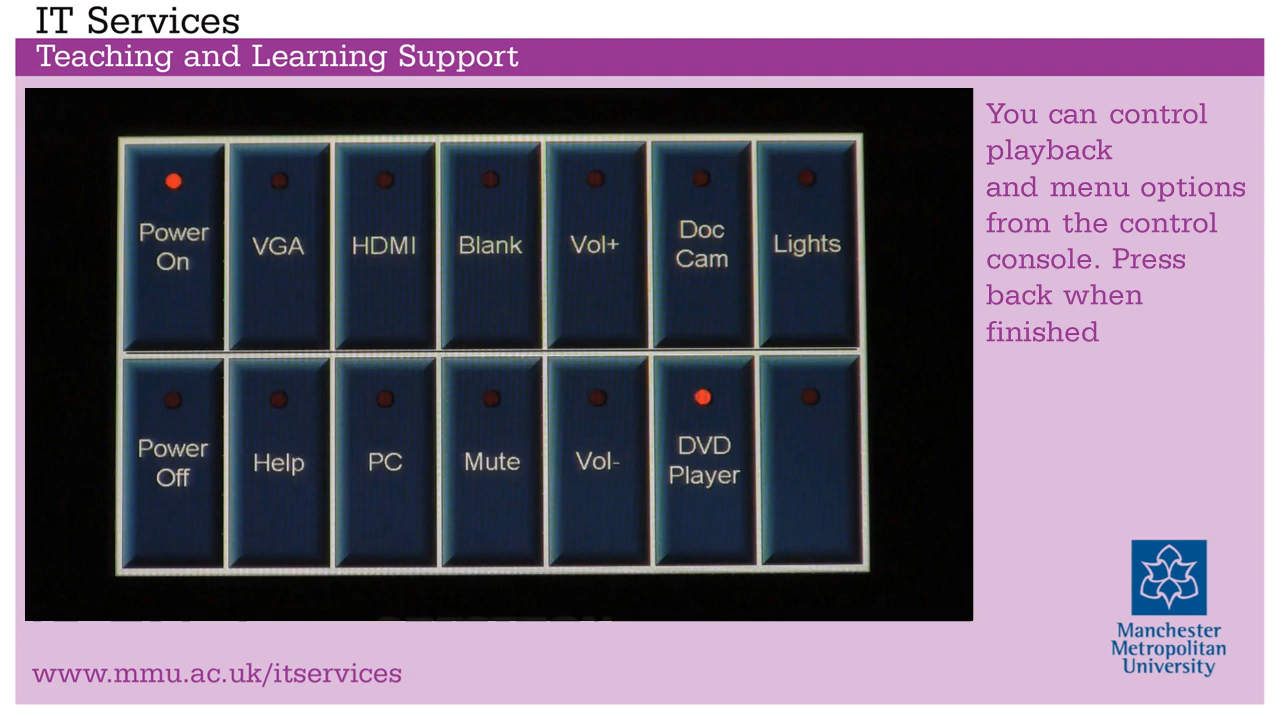 IT Services
Teaching and Learning Support
Power
On
VGA
HDMI
Blank
Vol+
Doc
Cam
Lights
Power
Off
Help
PC
Mute
Vol-
DVD
Player
You can control
playback
and menu options
from the control
console. Press
back when
finished
www.mmu.ac.uk/itservices
Manchester
Metropolitan
University